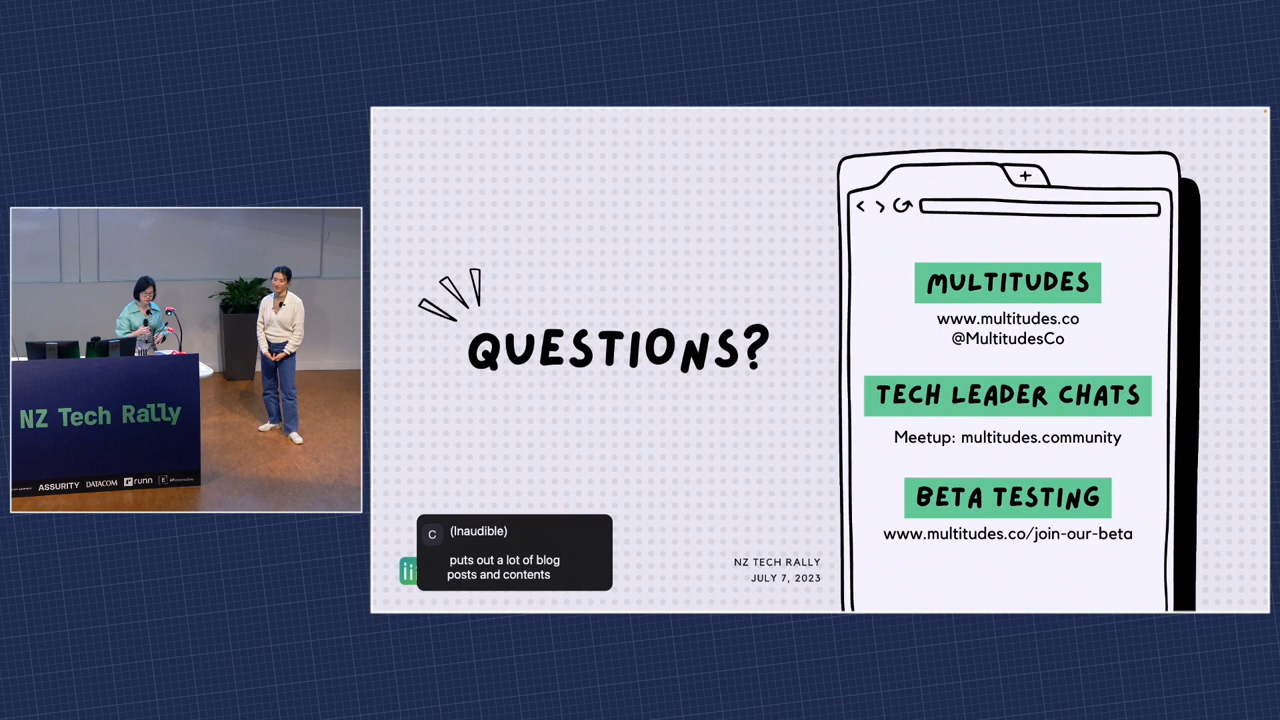 NZ Tech Rally
ASSURITY DATACOM runn
QUESTIONS?
MULTITUDES
www.multitudes.co
@MultitudesCo
TECH LEADER CHATS
Meetup: multitudes.community
BETA TESTING
www.multitudes.co/join-our-beta
C (Inaudible)
puts out a lot of blog
posts and contents
NZ TECH RALLY
JULY 7, 2023